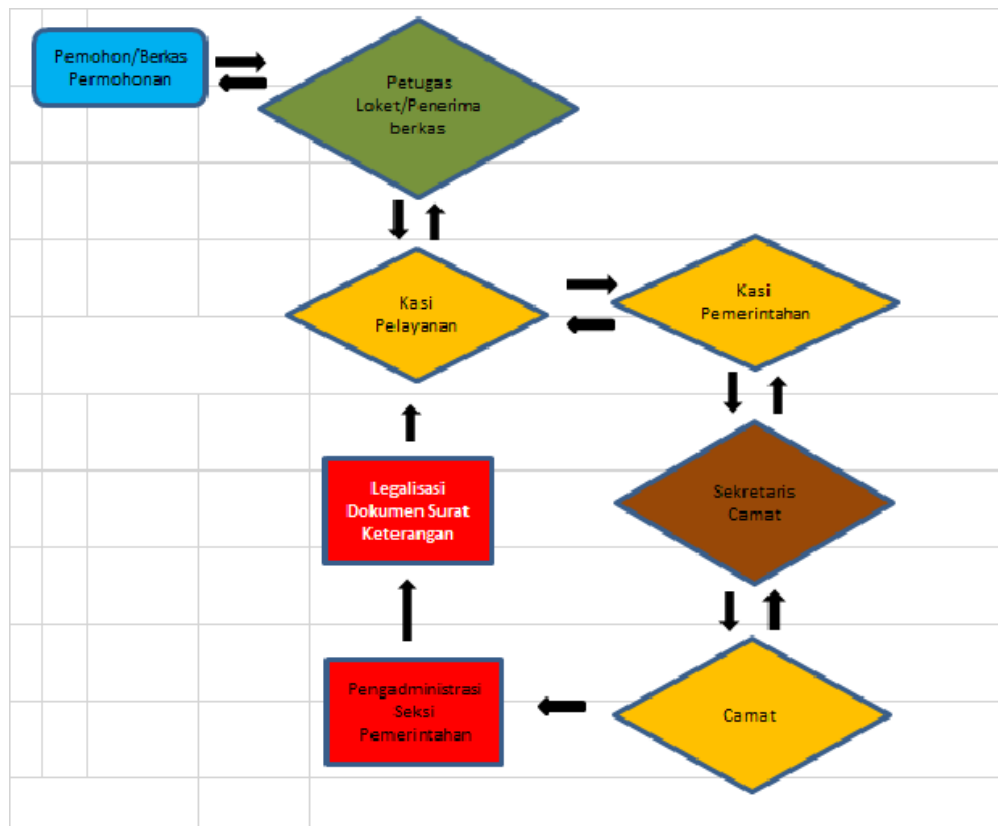 Pemohon/Berkas
Permohonan
Petugas
Loket/Penerima
berkas
Kasi
Pelayanan
Kasi
Pemerintahan
Legalisasi
Dokumen Surat
Keterangan
Sekretaris
Camat
Pengadministrasi
Seksi
Pemerintahan
Camat